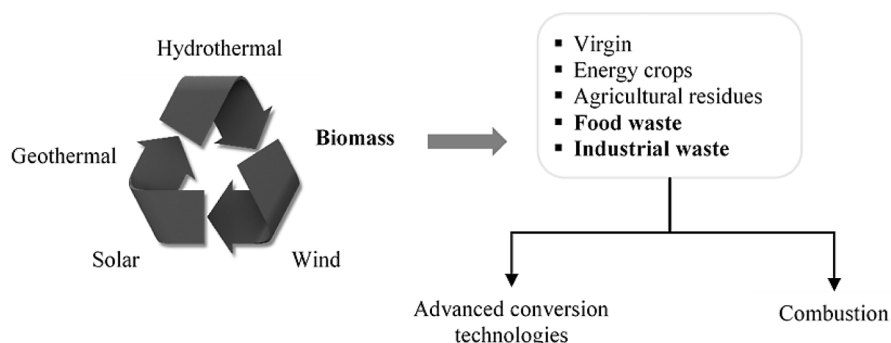 Hydrothermal
Geothermal
Biomass
Solar
Wind
▪ Virgin
▪ Energy crops
▪ Agricultural residues
▪ Food waste
▪ Industrial waste
Advanced conversion
technologies
Combustion